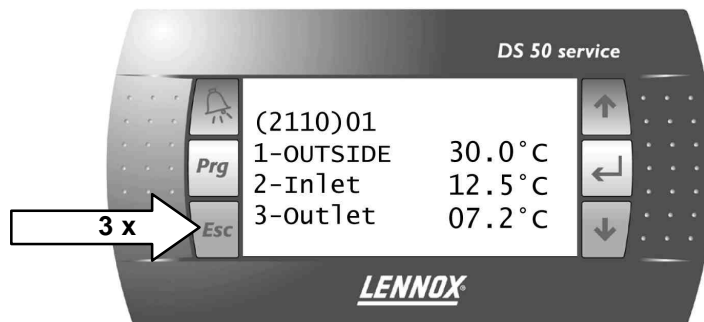 DS 50 service
(2110)01
1-OUTSIDE 30.0°C
2-Inlet 12.5°C
3-Outlet 07.2°C
Prg
3 x
Esc
LENNOX